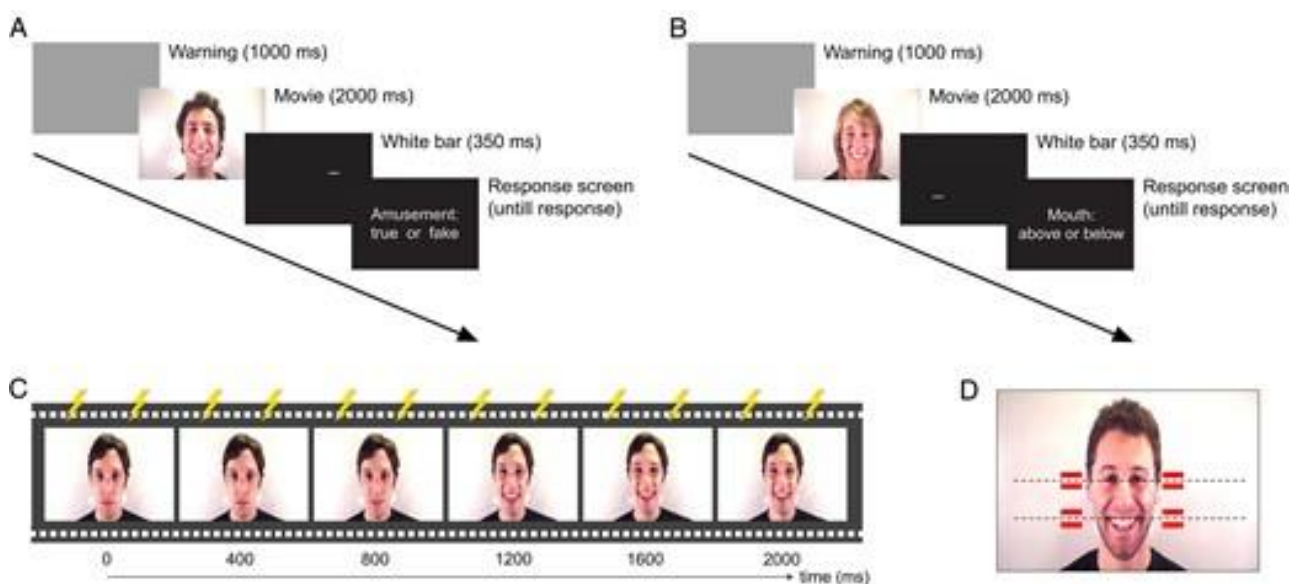 A
Warning (1000 ms)
Movie (2000 ms)
White bar (350 ms)
Response screen
(untill response)
Amusement:
true or fake
B
Warning (1000 ms)
Movie (2000 ms)
White bar (350 ms)
Response screen
(untill response)
Mouth:
above or below
C
0 400 800 1200 1600 2000
time (ms)
D